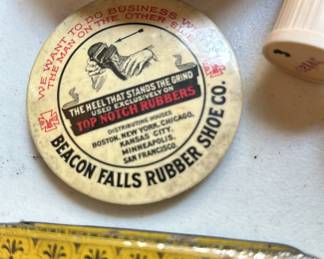 WE WANT TO DO BUSINESS WITH
THE MAN ON THE OTHER SIDE
THE HEEL THAT STANDS THE GRIND
USED EXCLUSIVELY ON
TOP NOTCH RUBBERS
DISTRIBUTING HOUSES
BOSTON, NEW YORK, CHICAGO,
KANSAS CITY,
MINNEAPOLIS,
SAN FRANCISCO.
BEACON FALLS RUBBER SHOE CO.